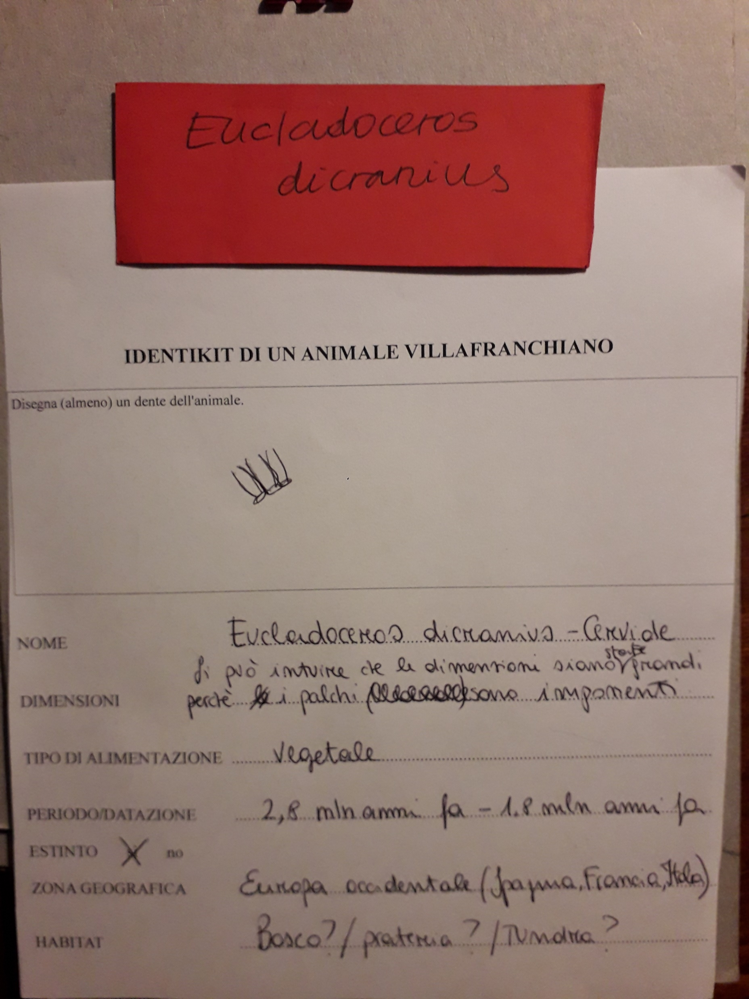 Eucladoceros
dicranius
IDENTIKIT DI UN ANIMALE VILLAFRANCHIANO
Disegna (almeno) un dente dell'animale.
NOME Eucladoceros dicranius - Cervide
Si può intuire che le dimensioni siano state grandi
DIMENSIONI perchè i palchi sono imponenti
TIPO DI ALIMENTAZIONE vegetale
PERIODO/DATAZIONE 2,8 mln anni fa - 1.8 mln anni fa
ESTINTO no
ZONA GEOGRAFICA Europa occidentale (Spagna, Francia, Italia)
HABITAT Bosco? / prateria? / Tundra?